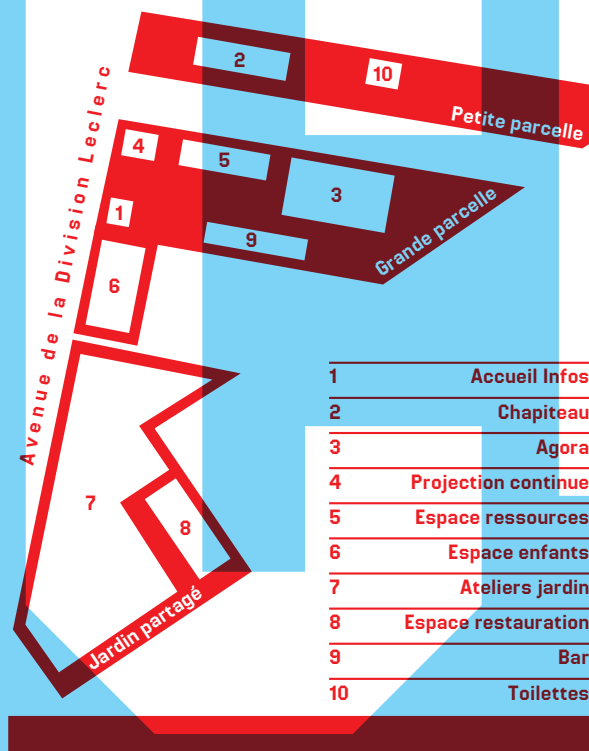 2
10
Petite parcelle
4
5
3
1
9
Grande parcelle
6
Avenue de la Division Leclerc
7
8
Jardin partagé
1 Accueil Infos
2 Chapiteau
3 Agora
4 Projection continue
5 Espace ressources
6 Espace enfants
7 Ateliers jardin
8 Espace restauration
9 Bar
10 Toilettes